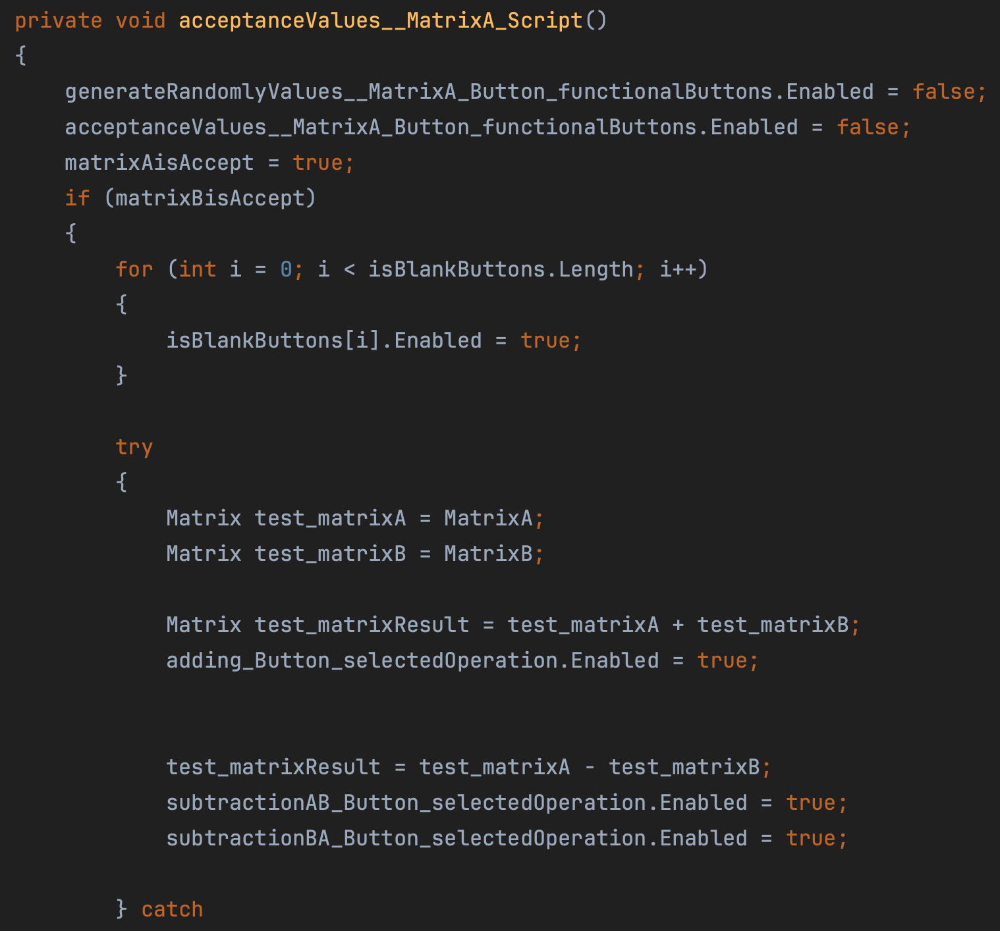 private void acceptanceValues__MatrixA_Script()
{
    generateRandomlyValues__MatrixA_Button_functionalButtons.Enabled = false;
    acceptanceValues__MatrixA_Button_functionalButtons.Enabled = false;
    matrixAisAccept = true;
    if (matrixBisAccept)
    {
        for (int i = 0; i < isBlankButtons.Length; i++)
        {
            isBlankButtons[i].Enabled = true;
        }

        try
        {
            Matrix test_matrixA = MatrixA;
            Matrix test_matrixB = MatrixB;

            Matrix test_matrixResult = test_matrixA + test_matrixB;
            adding_Button_selectedOperation.Enabled = true;


            test_matrixResult = test_matrixA - test_matrixB;
            subtractionAB_Button_selectedOperation.Enabled = true;
            subtractionBA_Button_selectedOperation.Enabled = true;

        } catch